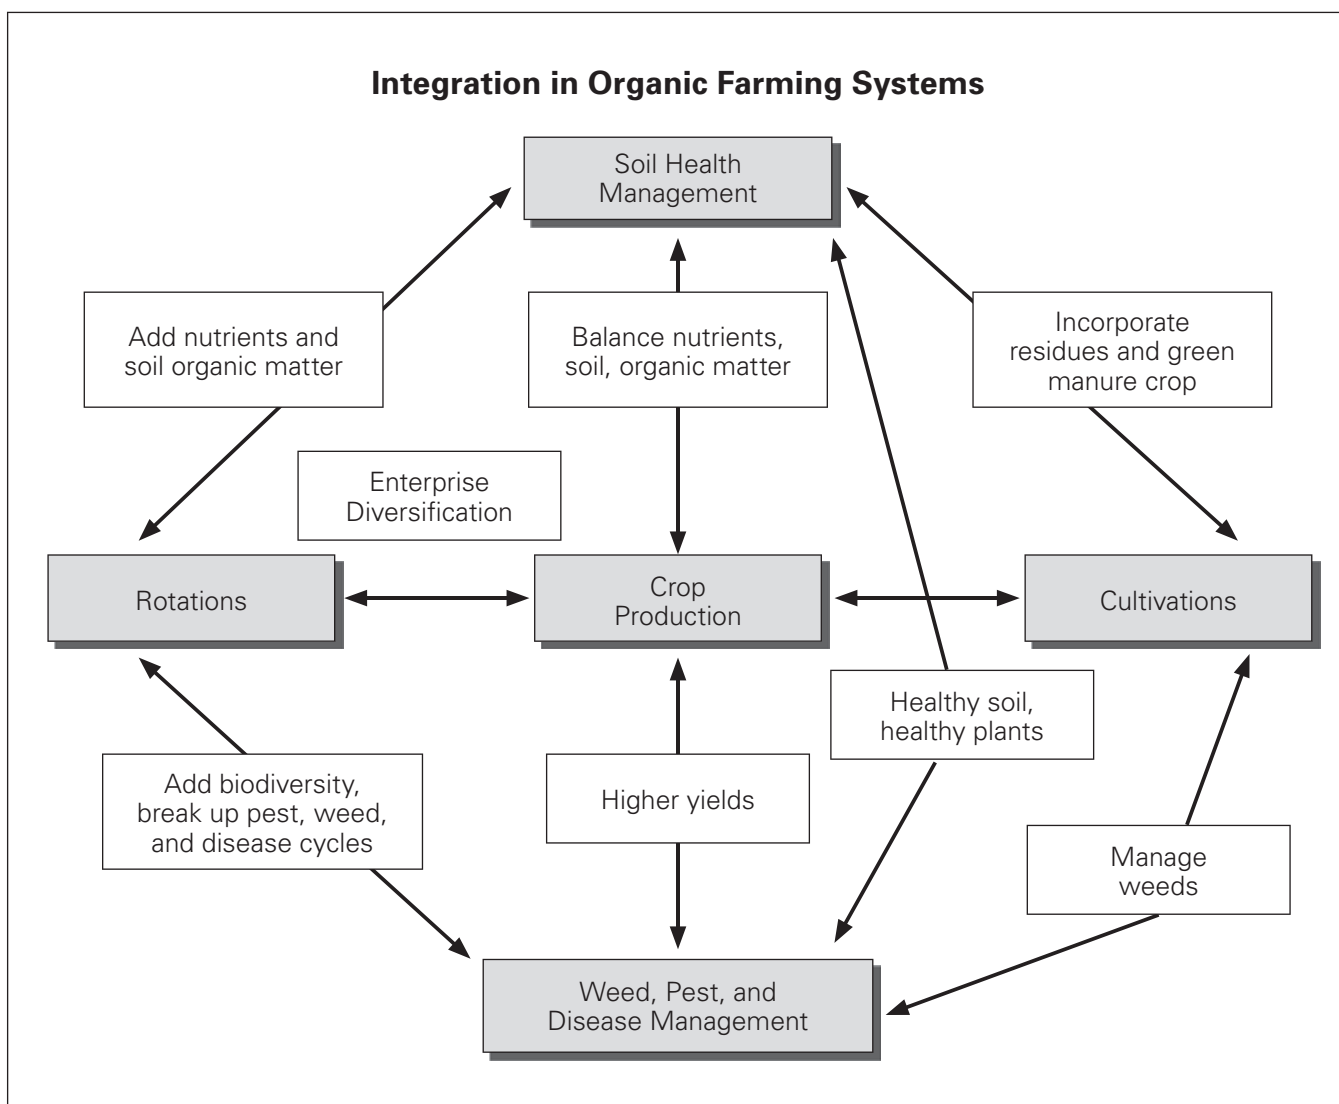 Integration in Organic Farming Systems
Soil Health
Management
Add nutrients and
soil organic matter
Balance nutrients,
soil, organic matter
Incorporate
residues and green
manure crop
Enterprise
Diversification
Rotations
Crop
Production
Cultivations
Healthy soil,
healthy plants
Add biodiversity,
break up pest, weed,
and disease cycles
Higher yields
Manage
weeds
Weed, Pest, and
Disease Management